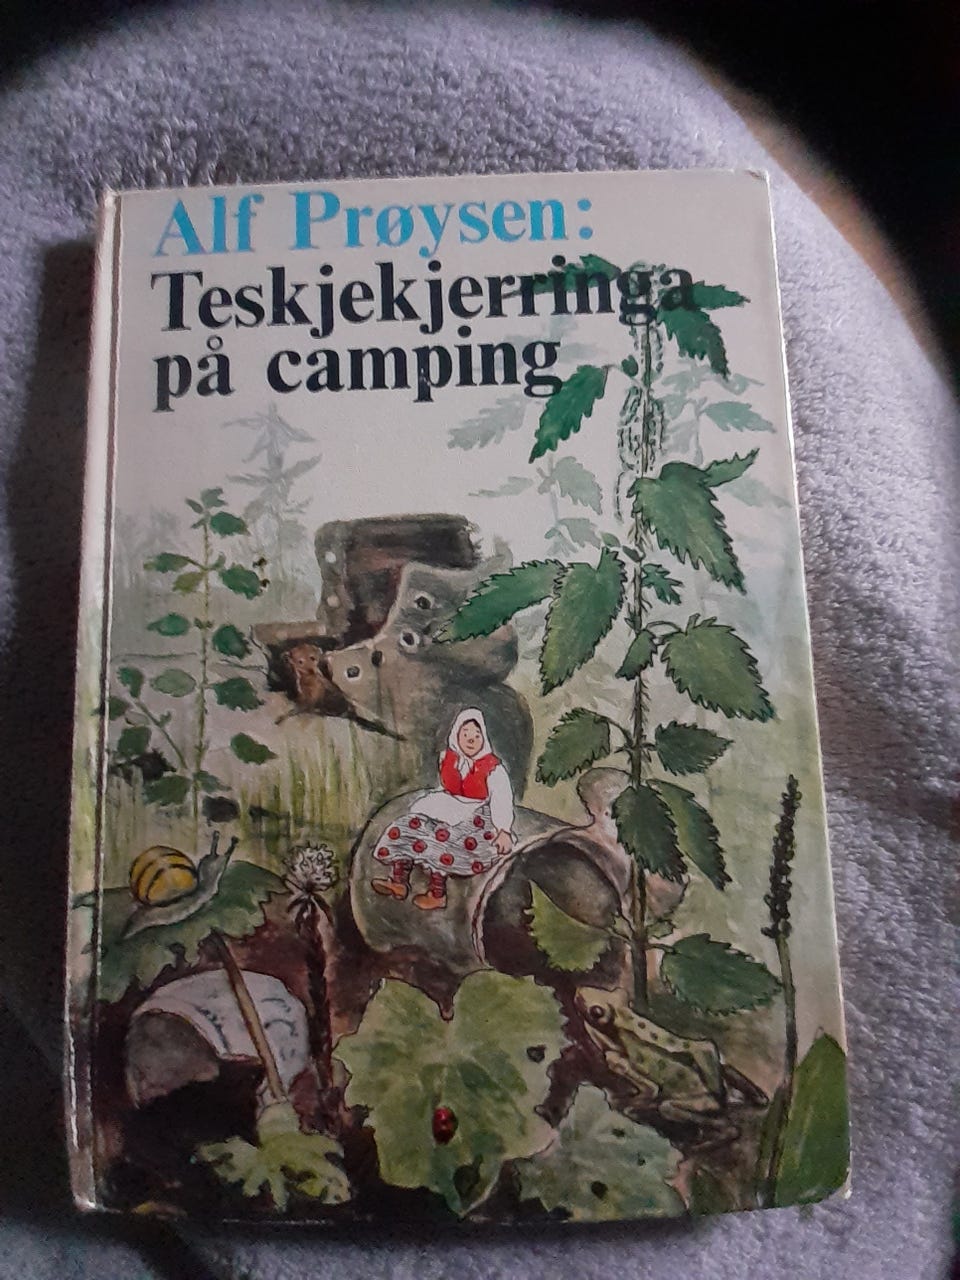 Alf Prøysen:
Teskjekjerringa
på camping